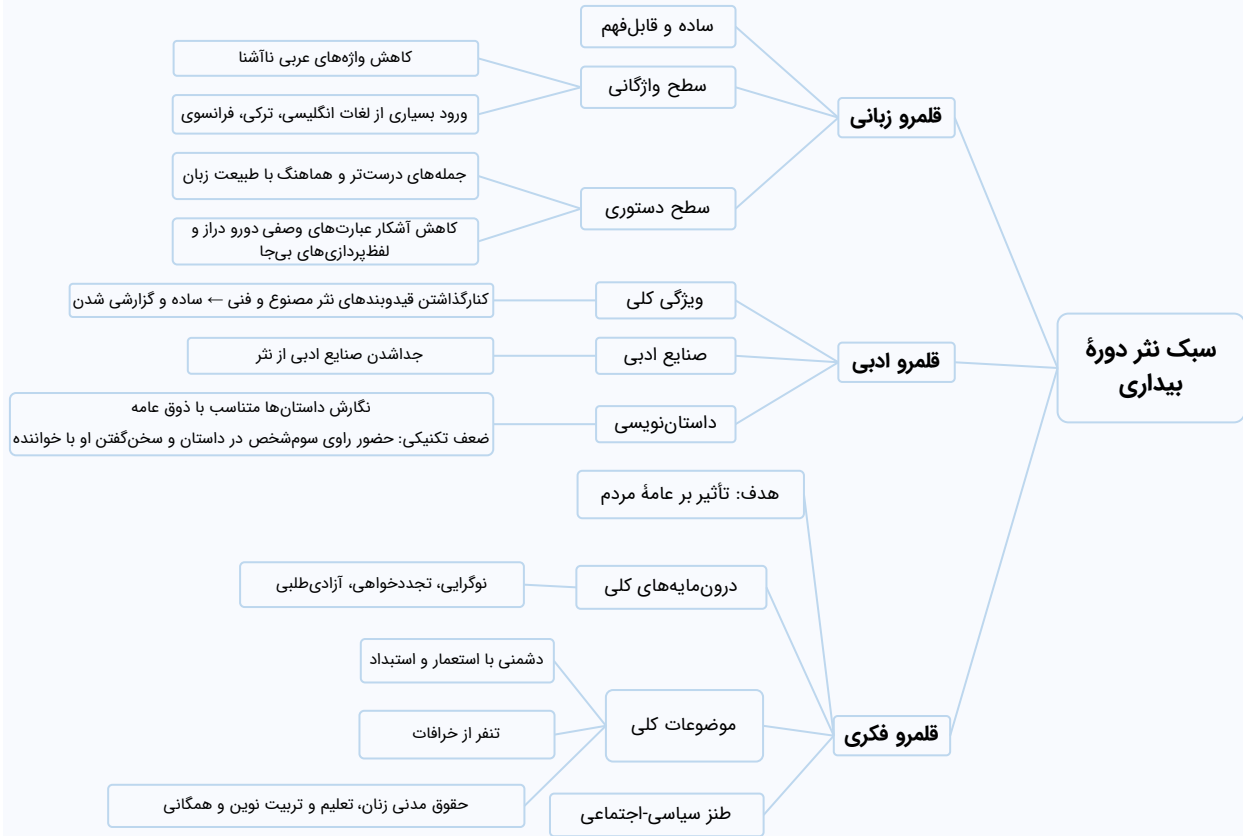 سبک نثر دورۀ
بیداری
قلمرو زبانی
ساده و قابل‌فهم
سطح واژگانی
کاهش واژه‌های عربی ناآشنا
ورود بسیاری از لغات انگلیسی، ترکی، فرانسوی
سطح دستوری
جمله‌های درست‌تر و هماهنگ با طبیعت زبان
کاهش آشکار عبارت‌های وصفی دورو دراز و
لفظ‌پردازی‌های بی‌جا
قلمرو ادبی
ویژگی کلی
کنارگذاشتن قیدوبندهای نثر مصنوع و فنی ← ساده و گزارشی شدن
صنایع ادبی
جداشدن صنایع ادبی از نثر
داستان‌نویسی
نگارش داستان‌ها متناسب با ذوق عامه
ضعف تکنیکی: حضور راوی سوم‌شخص در داستان و سخن‌گفتن او با خواننده
قلمرو فکری
هدف: تأثیر بر عامۀ مردم
درون‌مایه‌های کلی
نوگرایی، تجددخواهی، آزادی‌طلبی
موضوعات کلی
دشمنی با استعمار و استبداد
تنفر از خرافات
حقوق مدنی زنان، تعلیم و تربیت نوین و همگانی
طنز سیاسی-اجتماعی